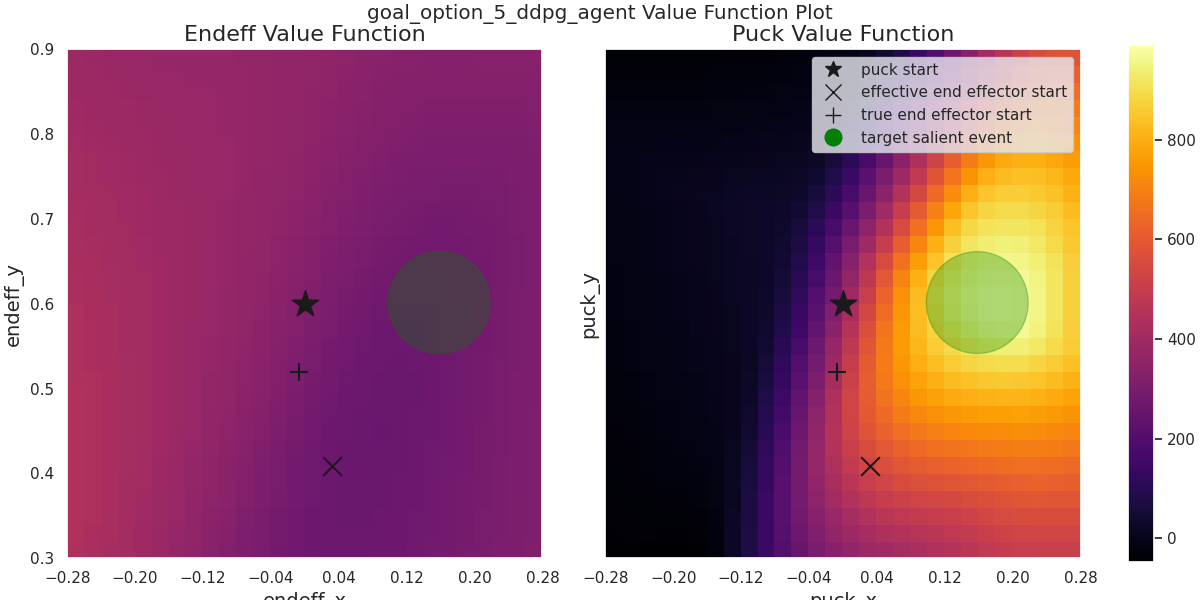 goal_option_5_ddpg_agent Value Function Plot
Endeff Value Function
Puck Value Function
0.9
0.8
0.7
0.6
0.5
0.4
0.3
endeff_y
−0.28 −0.20 −0.12 −0.04 0.04 0.12 0.20 0.28
endeff_x
puck start
effective end effector start
true end effector start
target salient event
puck_y
−0.28 −0.20 −0.12 −0.04 0.04 0.12 0.20 0.28
puck_x
800
600
400
200
0